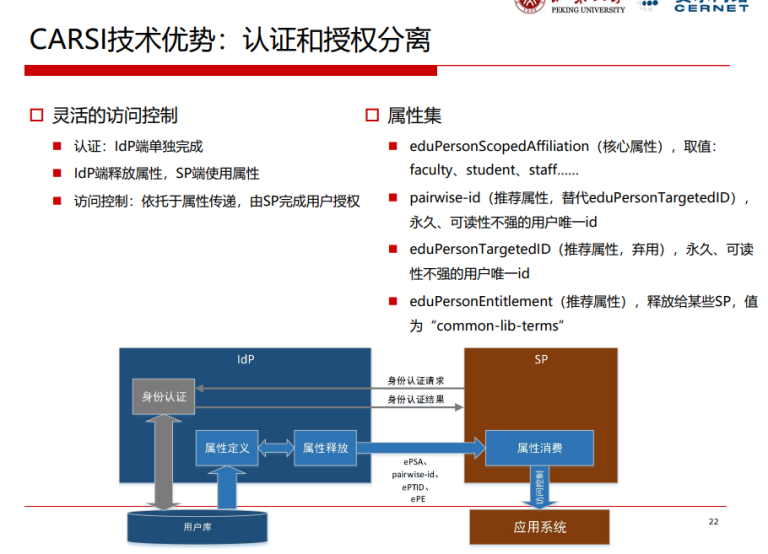 PEKING UNIVERSITY
CERNET
CARSI技术优势：认证和授权分离
灵活的访问控制
认证：IdP端单独完成
IdP端释放属性，SP端使用属性
访问控制：依托于属性传递，由SP完成用户授权
属性集
eduPersonScopedAffiliation（核心属性），取值：
faculty、student、staff……
pairwise-id（推荐属性，替代eduPersonTargetedID），
永久、可读性不强的用户唯一id
eduPersonTargetedID（推荐属性，弃用），永久、可读
性不强的用户唯一id
eduPersonEntitlement（推荐属性），释放给某些SP，值
为“common-lib-terms”
IdP
SP
身份认证
身份认证请求
身份认证结果
属性定义
属性释放
属性消费
ePSA、
pairwise-id、
ePTID、
ePE
用户库
应用系统
22